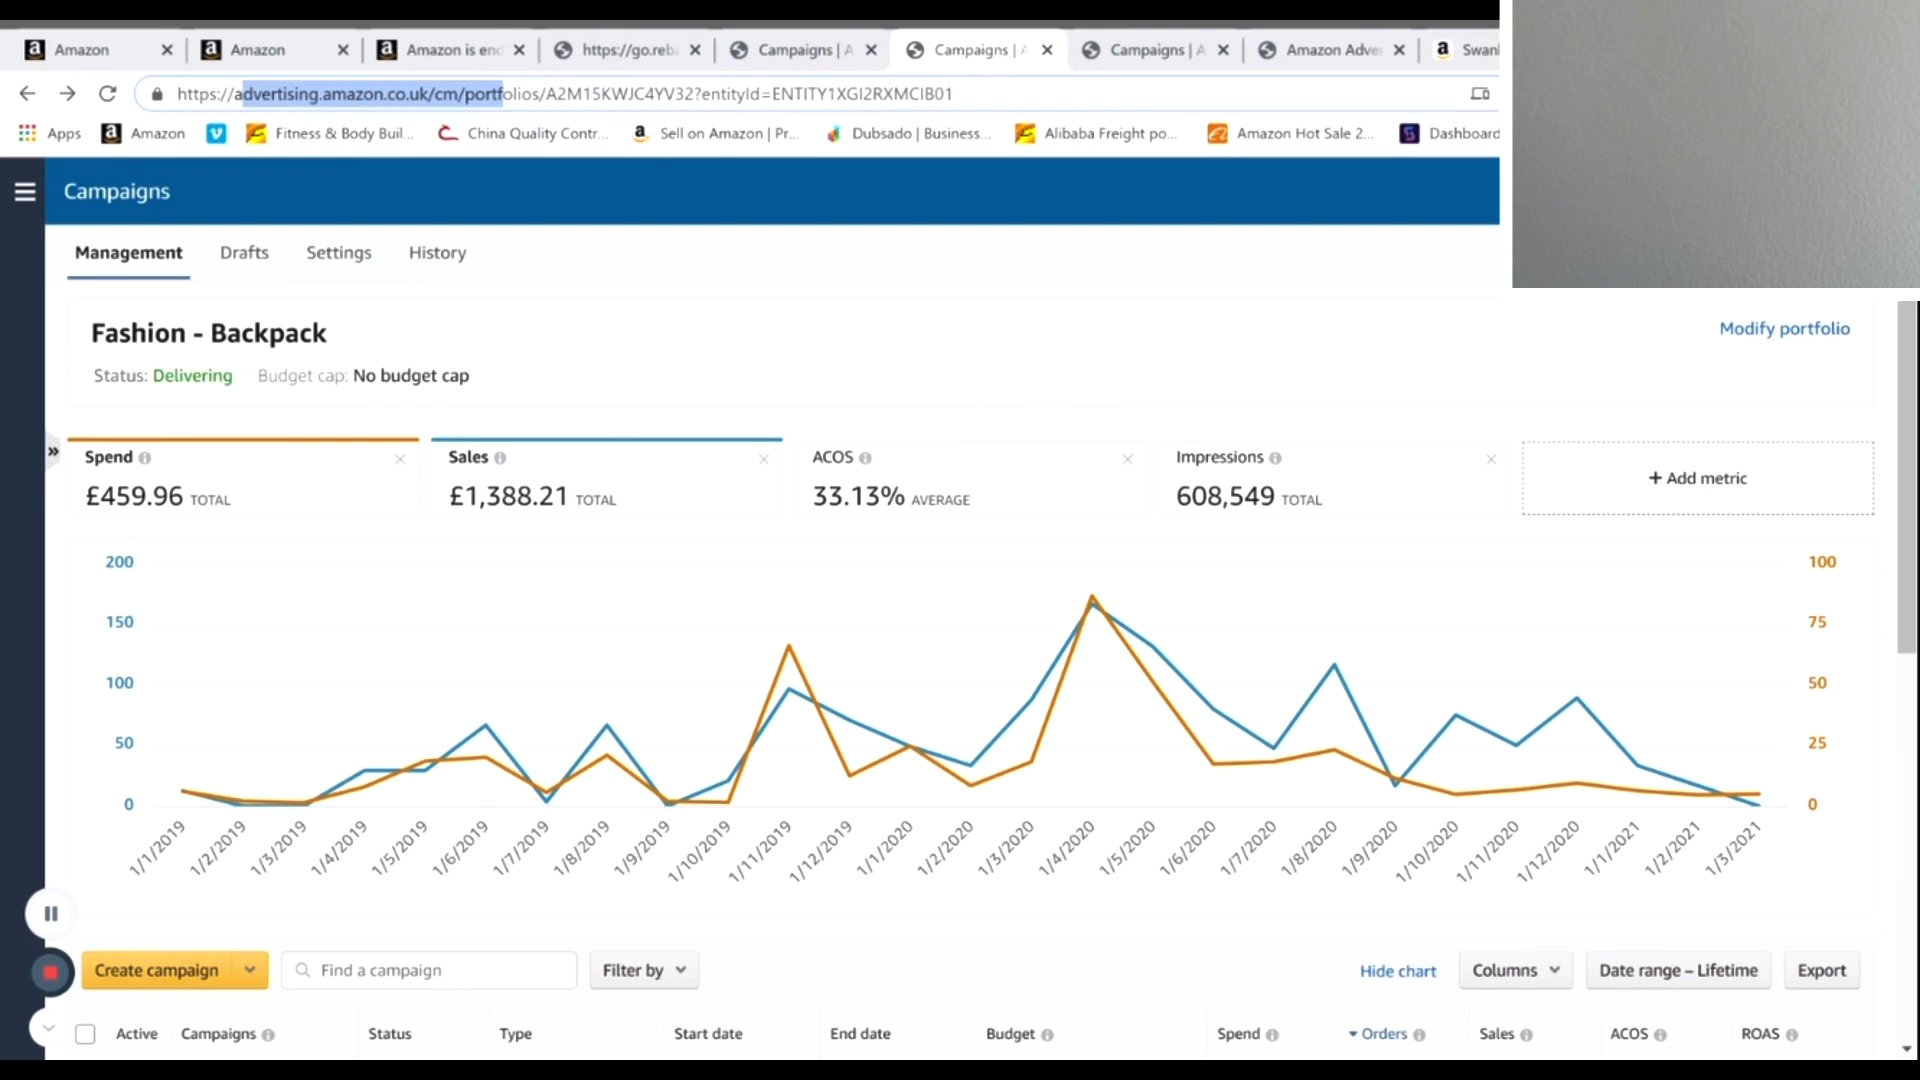 Amazon
Amazon
Amazon is en
https://go.reb
Campaigns | A
Campaigns | A
Campaigns | A
Amazon Adve
Swan
https://advertising.amazon.co.uk/cm/portfolios/A2M15KWJC4YV32?entityId=ENTITY1XGI2RXMCIB01
Apps
Amazon
Fitness & Body Buil...
China Quality Contr...
Sell on Amazon | Pr...
Dubsado | Business...
Alibaba Freight po...
Amazon Hot Sale 2...
Dashboard
Campaigns
Management Drafts Settings History
Fashion - Backpack
Modify portfolio
Status: Delivering Budget cap: No budget cap
Spend
£459.96 TOTAL
Sales
£1,388.21 TOTAL
ACOS
33.13% AVERAGE
Impressions
608,549 TOTAL
+ Add metric
200
150
100
50
0
100
75
50
25
0
1/1/2019
1/2/2019
1/3/2019
1/4/2019
1/5/2019
1/6/2019
1/7/2019
1/8/2019
1/9/2019
1/10/2019
1/11/2019
1/12/2019
1/1/2020
1/2/2020
1/3/2020
1/4/2020
1/5/2020
1/6/2020
1/7/2020
1/8/2020
1/9/2020
1/10/2020
1/11/2020
1/12/2020
1/1/2021
1/2/2021
1/3/2021
Create campaign
Find a campaign
Filter by
Hide chart
Columns
Date range – Lifetime
Export
Active Campaigns Status Type Start date End date Budget Spend Orders Sales ACOS ROAS